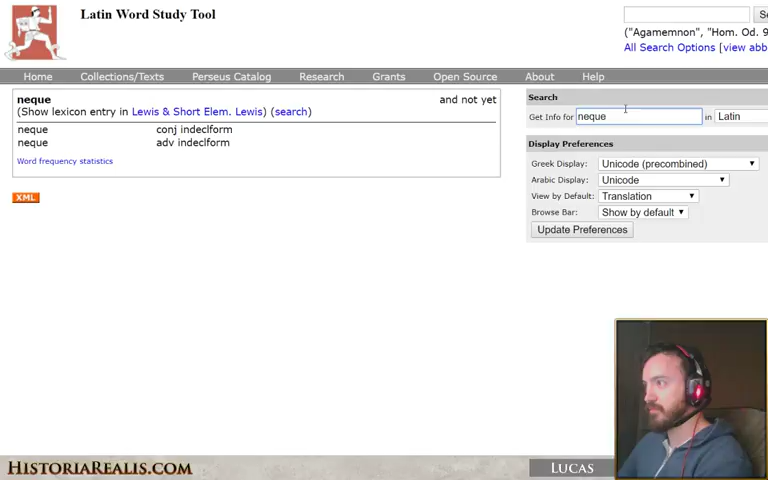 Latin Word Study Tool
Se
("Agamemnon", "Hom. Od. 9
All Search Options [view abb
Home Collections/Texts Perseus Catalog Research Grants Open Source About Help
neque and not yet
(Show lexicon entry in Lewis & Short Elem. Lewis) (search)
neque conj indeclform
neque adv indeclform
Word frequency statistics
XML
Search
Get Info for neque in Latin
Display Preferences
Greek Display: Unicode (precombined)
Arabic Display: Unicode
View by Default: Translation
Browse Bar: Show by default
Update Preferences
HISTORIAREALIS.COM
LUCAS